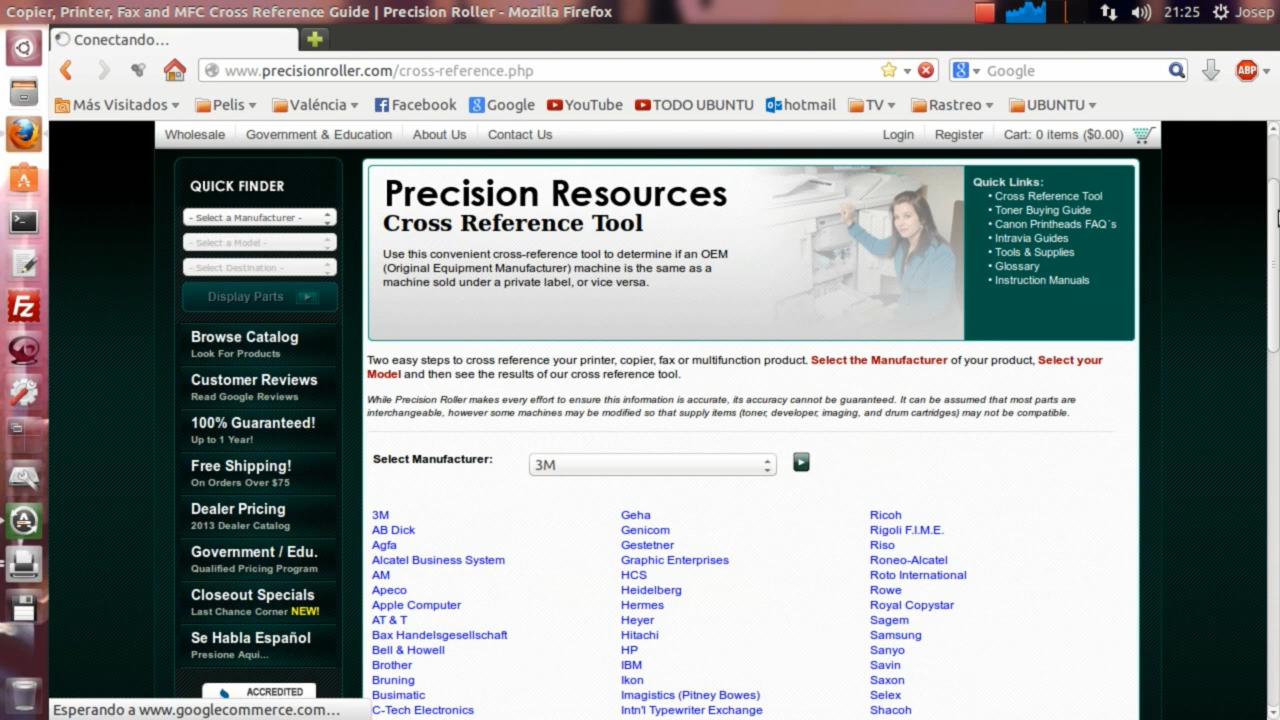 Copier, Printer, Fax and MFC Cross Reference Guide | Precision Roller - Mozilla Firefox
21:25 Josep
Conectando...
www.precisionroller.com/cross-reference.php
Google
ABP
Más Visitados Pelis Valéncia Facebook Google YouTube TODO UBUNTU hotmail TV Rastreo UBUNTU
Wholesale Government & Education About Us Contact Us Login Register Cart: 0 items ($0.00)
QUICK FINDER
- Select a Manufacturer -
- Select a Model -
- Select Destination -
Display Parts
Browse Catalog
Look For Products
Customer Reviews
Read Google Reviews
100% Guaranteed!
Up to 1 Year!
Free Shipping!
On Orders Over $75
Dealer Pricing
2013 Dealer Catalog
Government / Edu.
Qualified Pricing Program
Closeout Specials
Last Chance Corner NEW!
Se Habla Español
Presione Aqui...
ACCREDITED
Precision Resources
Cross Reference Tool
Use this convenient cross-reference tool to determine if an OEM
(Original Equipment Manufacturer) machine is the same as a
machine sold under a private label, or vice versa.
Quick Links:
• Cross Reference Tool
• Toner Buying Guide
• Canon Printheads FAQ´s
• Intravia Guides
• Tools & Supplies
• Glossary
• Instruction Manuals
Two easy steps to cross reference your printer, copier, fax or multifunction product. Select the Manufacturer of your product, Select your
Model and then see the results of our cross reference tool.
While Precision Roller makes every effort to ensure this information is accurate, its accuracy cannot be guaranteed. It can be assumed that most parts are
interchangeable, however some machines may be modified so that supply items (toner, developer, imaging, and drum cartridges) may not be compatible.
Select Manufacturer: 3M
3M
AB Dick
Agfa
Alcatel Business System
AM
Apeco
Apple Computer
AT & T
Bax Handelsgesellschaft
Bell & Howell
Brother
Bruning
Busimatic
C-Tech Electronics
Geha
Genicom
Gestetner
Graphic Enterprises
HCS
Heidelberg
Hermes
Heyer
Hitachi
HP
IBM
Ikon
Imagistics (Pitney Bowes)
Intn'l Typewriter Exchange
Ricoh
Rigoli F.I.M.E.
Riso
Roneo-Alcatel
Roto International
Rowe
Royal Copystar
Sagem
Samsung
Sanyo
Savin
Saxon
Selex
Shacoh
Esperando a www.googlecommerce.com...
Fz